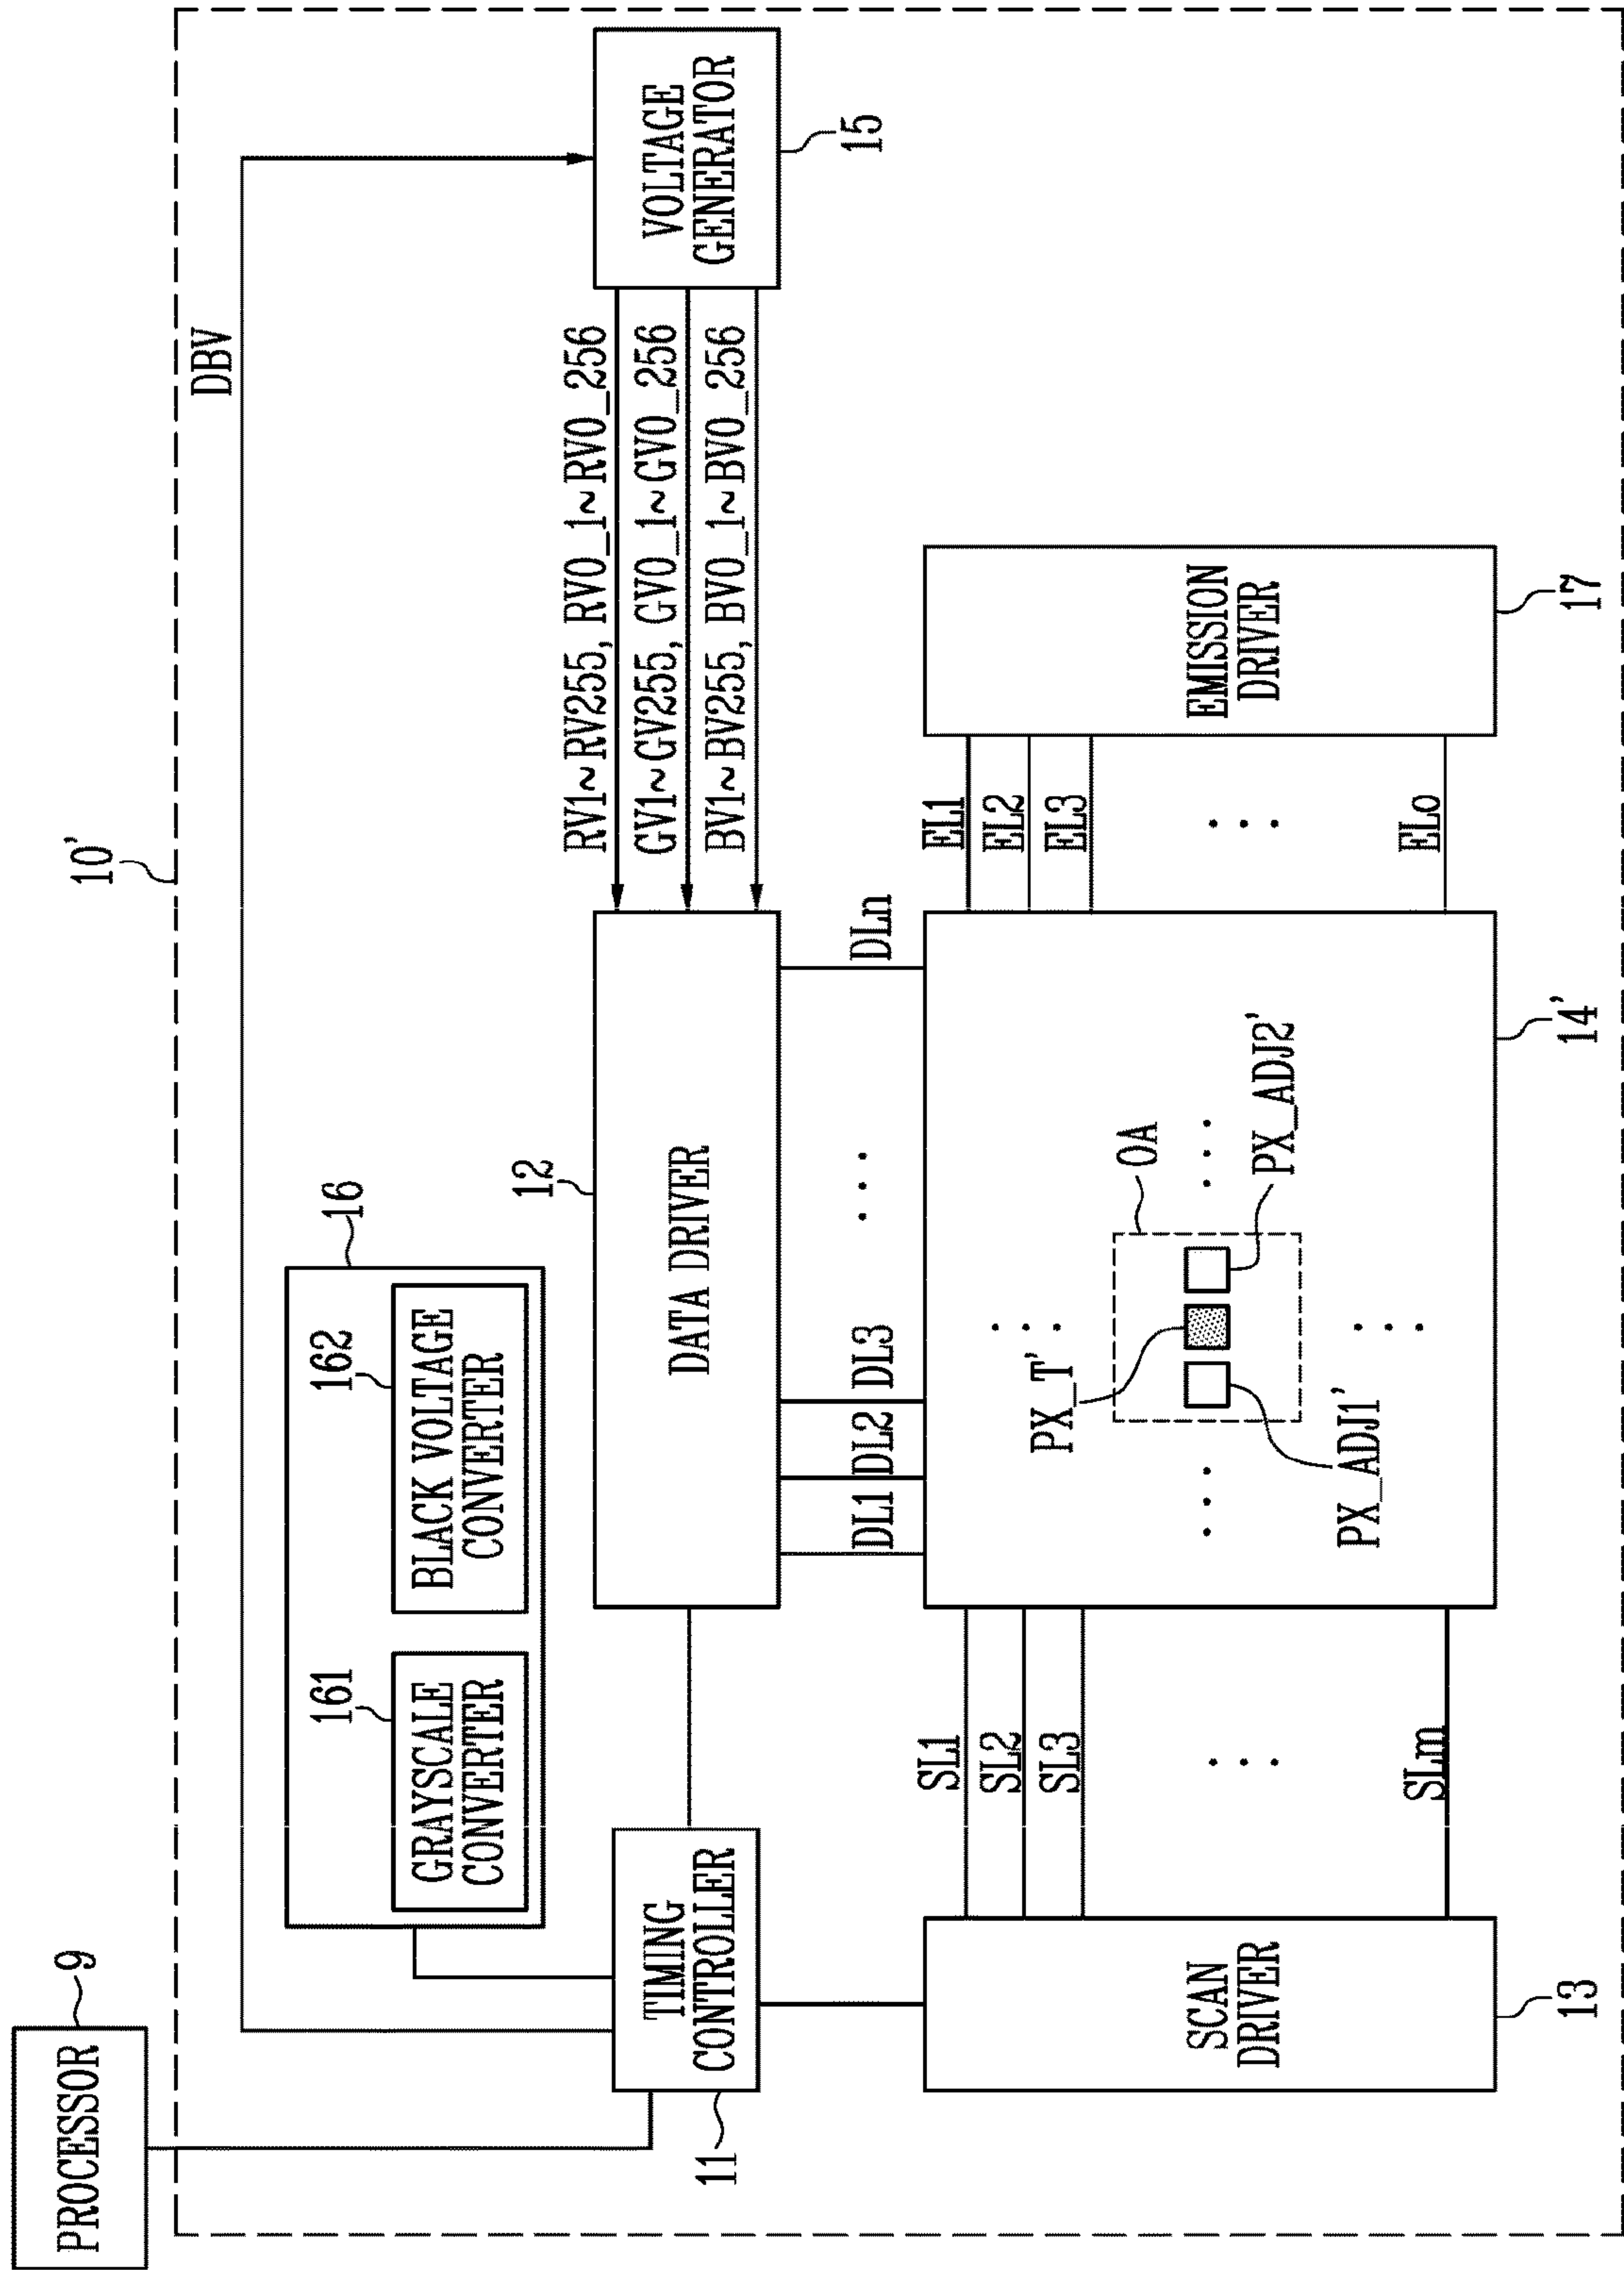 PROCESSOR
9
10'
DBV
16
161
162
GRAYSCALE
CONVERTER
BLACK VOLTAGE
CONVERTER
12
TIMING
CONTROLLER
11
DATA DRIVER
RV1~RV255, RV0_1~RV0_256
GV1~GV255, GV0_1~GV0_256
BV1~BV255, BV0_1~BV0_256
VOLTAGE
GENERATOR
15
DL1
DL2
DL3
DLn
SL1
SL2
SL3
SLm
SCAN
DRIVER
13
PX_T'
OA
PX_ADJ1'
PX_ADJ2'
14'
EL1
EL2
EL3
ELo
EMISSION
DRIVER
17